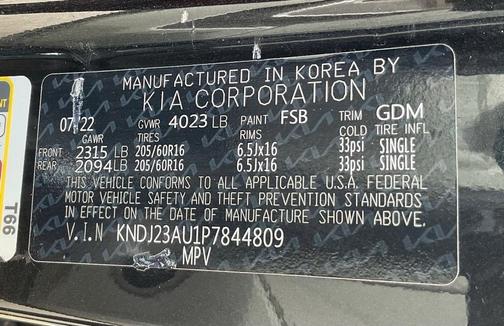 MANUFACTURED IN KOREA BY
KIA CORPORATION
07/22 GVWR 4023 LB PAINT FSB TRIM GDM
GAWR TIRES RIMS COLD TIRE INFL
FRONT 2315 LB 205/60R16 6.5Jx16 33psi SINGLE
REAR 2094 LB 205/60R16 6.5Jx16 33psi SINGLE
THIS VEHICLE CONFORMS TO ALL APPLICABLE U.S.A. FEDERAL
MOTOR VEHICLE SAFETY AND THEFT PREVENTION STANDARDS
IN EFFECT ON THE DATE OF MANUFACTURE SHOWN ABOVE.
V.I.N KNDJ23AU1P7844809
MPV
T66